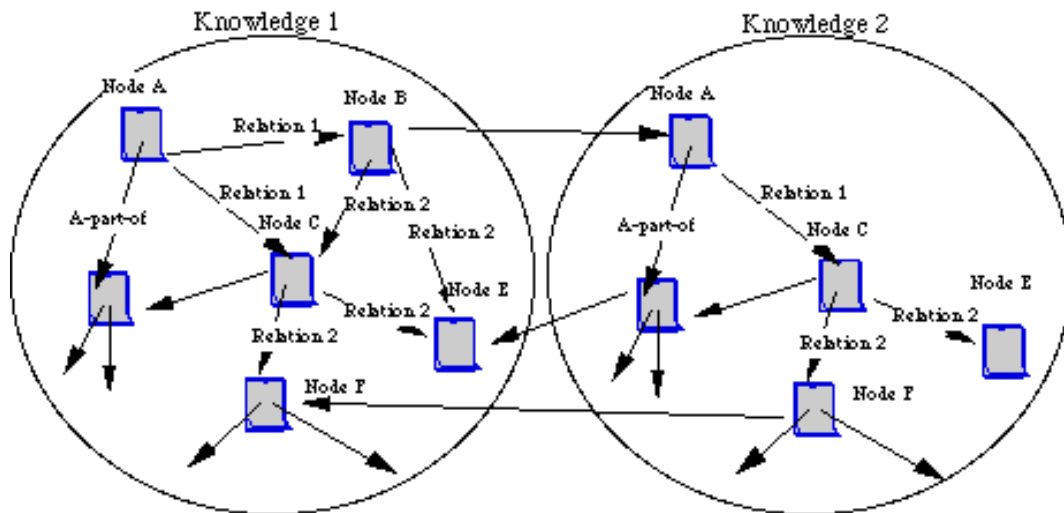 Knowledge 1
Knowledge 2
Node A
Node B
Node A
Relation 1
Relation 1
Relation 1
A-part-of
Node C
Relation 2
Relation 2
A-part-of
Node C
Node E
Node E
Relation 2
Relation 2
Relation 2
Relation 2
Node F
Node F